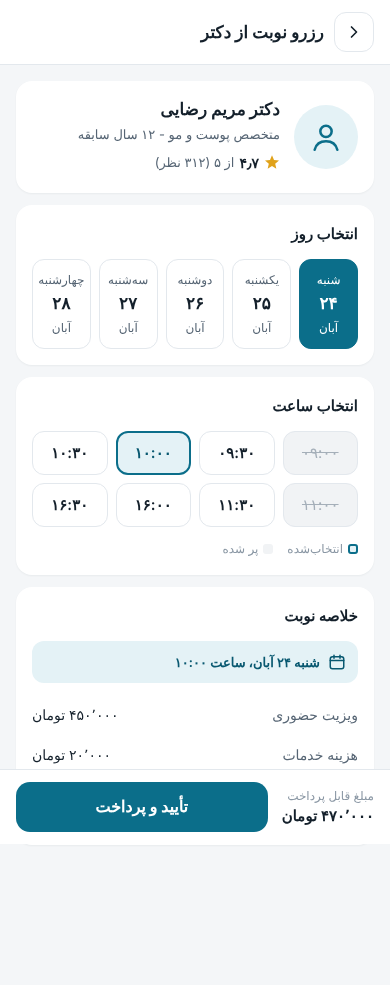 رزرو نوبت از دکتر
دکتر مریم رضایی
متخصص پوست و مو - ۱۲ سال سابقه
۴٫۷ از ۵ (۳۱۲ نظر)
انتخاب روز
شنبه یکشنبه دوشنبه سه‌شنبه چهارشنبه
۲۴ ۲۵ ۲۶ ۲۷ ۲۸
آبان آبان آبان آبان آبان
انتخاب ساعت
۰۹:۰۰ ۰۹:۳۰ ۱۰:۰۰ ۱۰:۳۰
۱۱:۰۰ ۱۱:۳۰ ۱۶:۰۰ ۱۶:۳۰
انتخاب‌شده پر شده
خلاصه نوبت
شنبه ۲۴ آبان، ساعت ۱۰:۰۰
ویزیت حضوری ۴۵۰٬۰۰۰ تومان
هزینه خدمات ۲۰٬۰۰۰ تومان
مبلغ قابل پرداخت
۴۷۰٬۰۰۰ تومان
تأیید و پرداخت